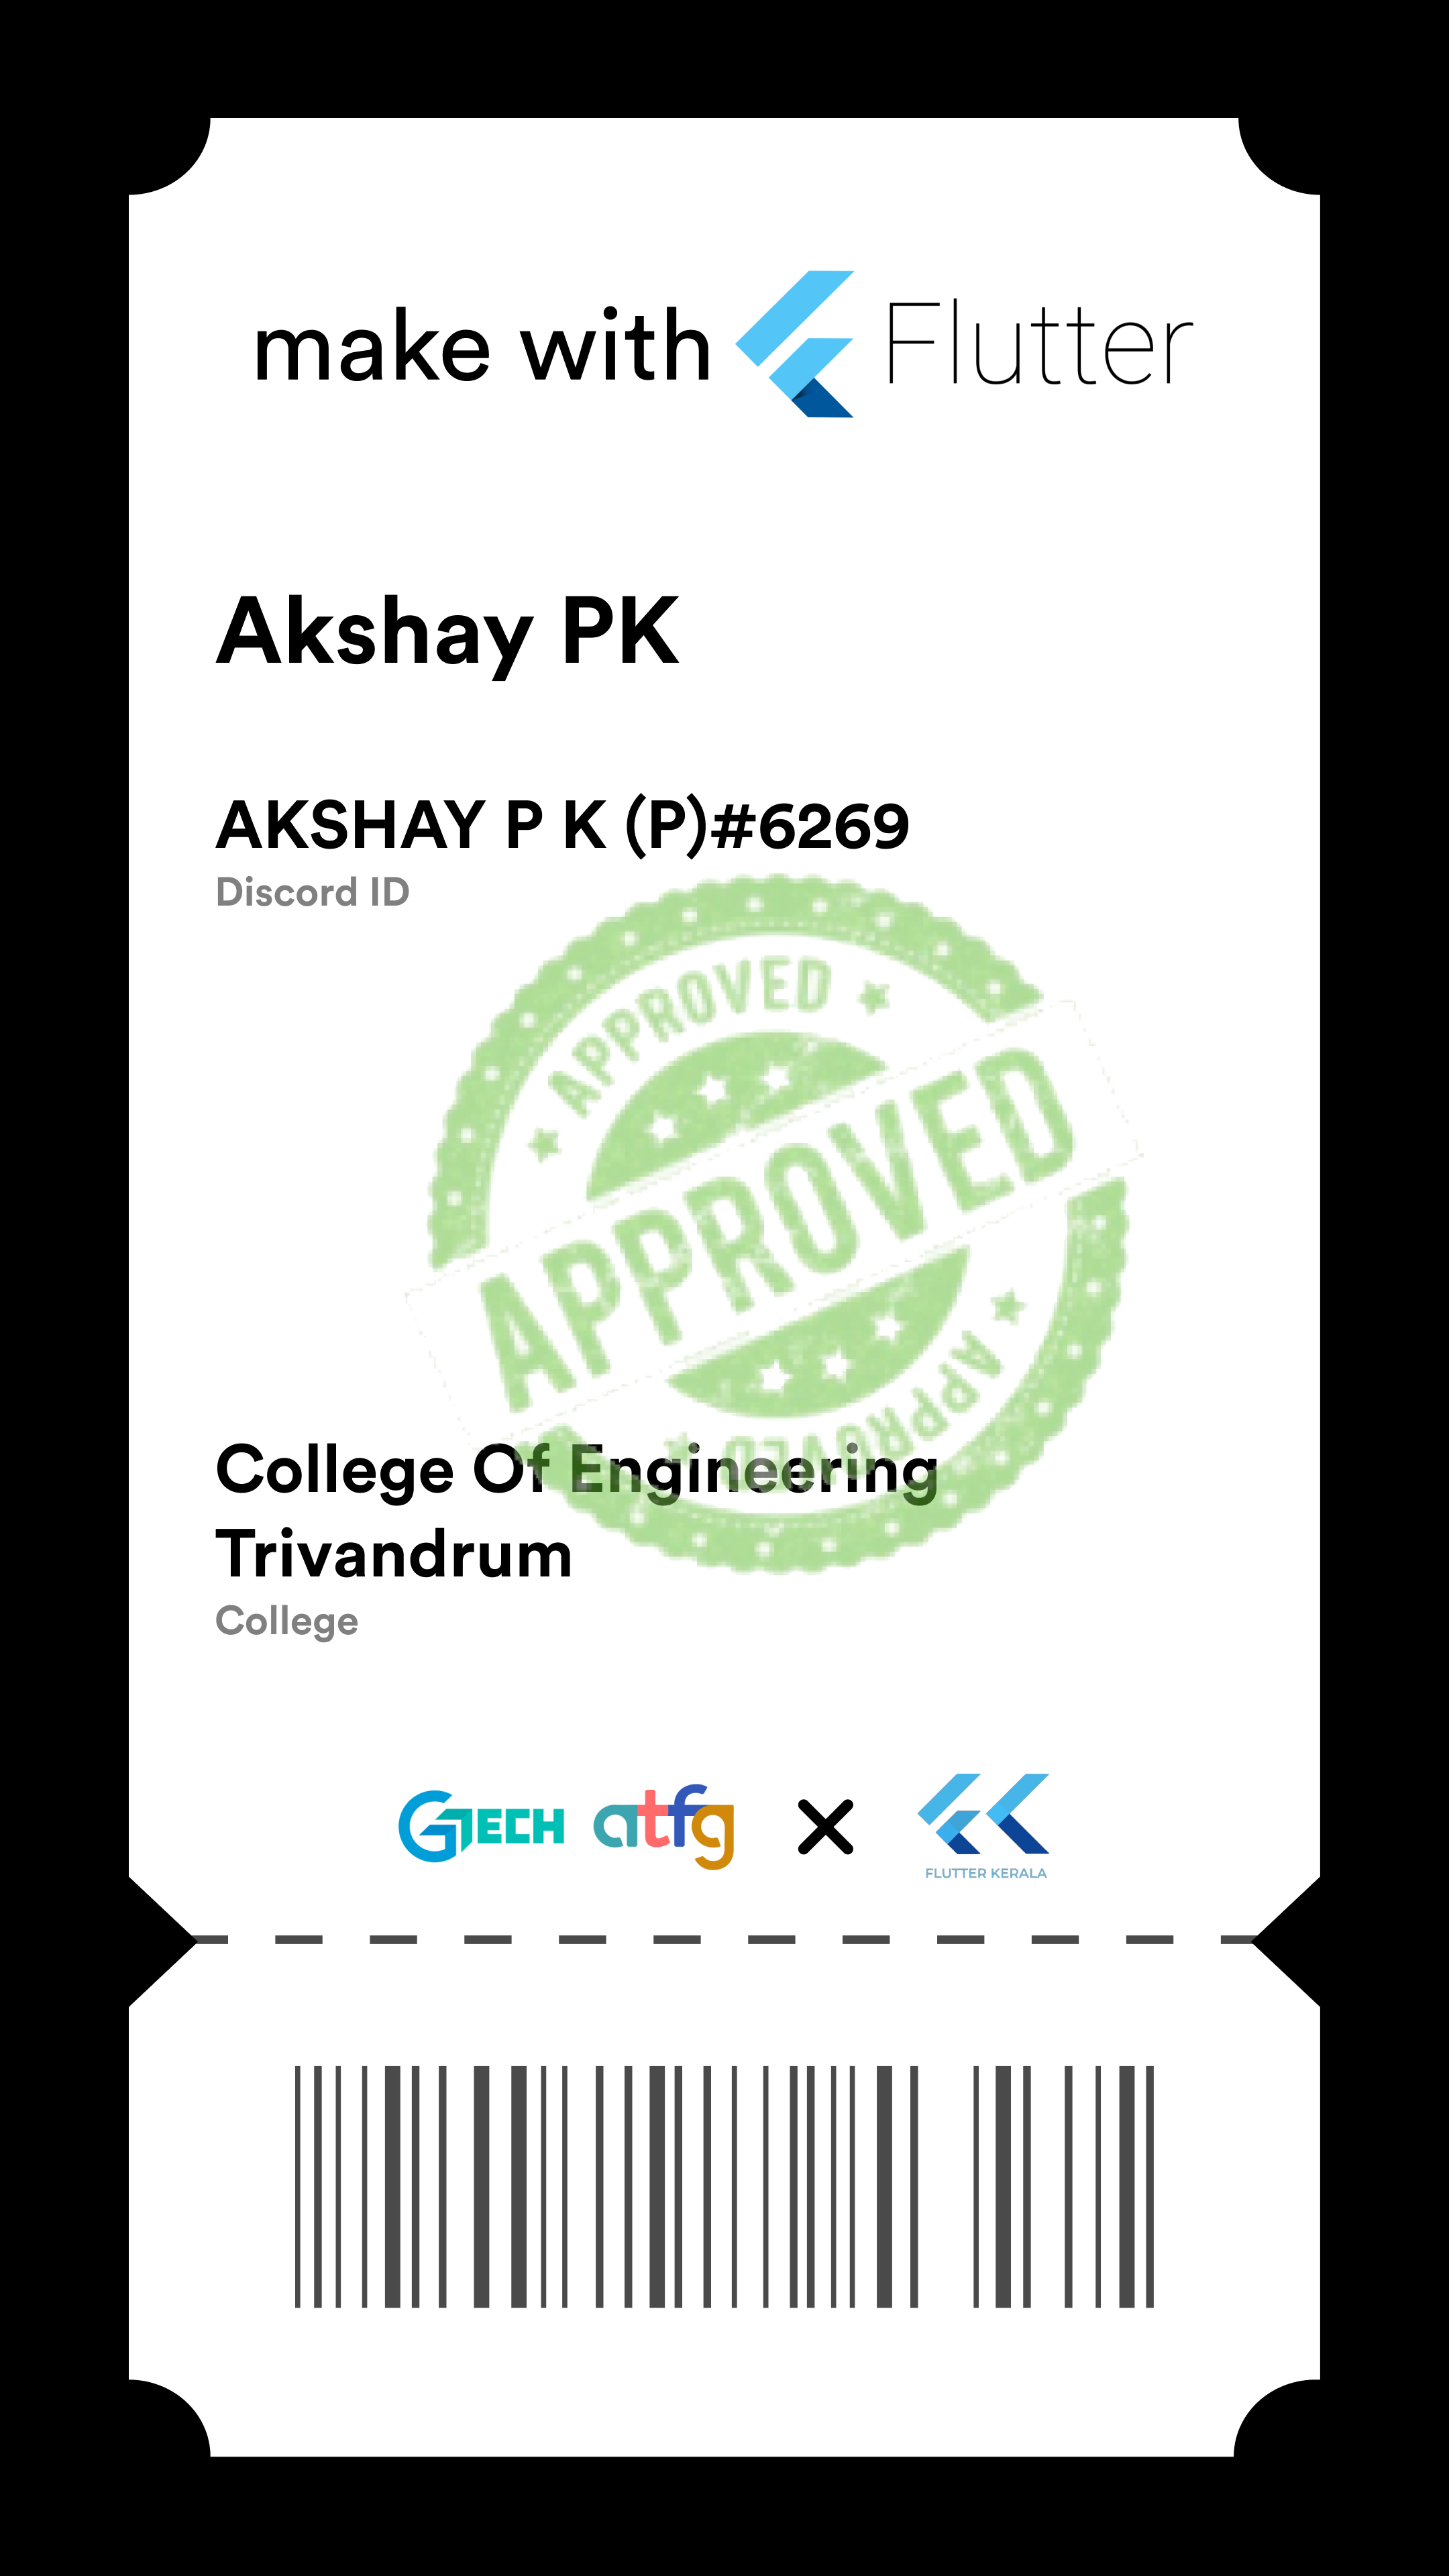 make with Flutter
Akshay PK
AKSHAY P K (P)#6269
Discord ID
APPROVED
APPROVED
APPROVED
College Of Engineering
Trivandrum
College
GTECH atfg
FLUTTER KERALA